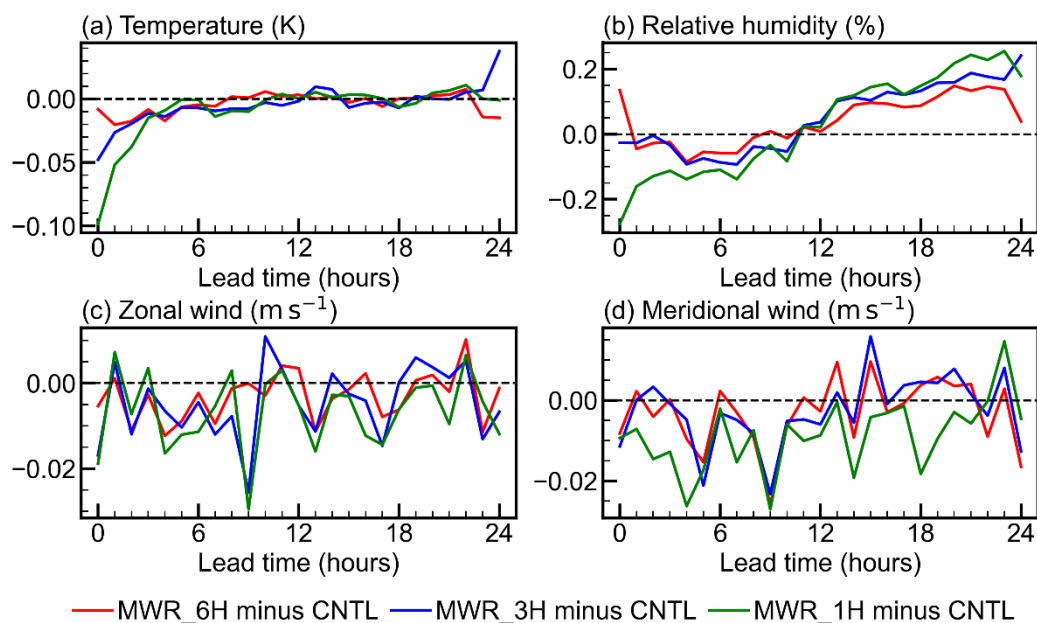 (a) Temperature (K)
(b) Relative humidity (%)
0.00
−0.05
−0.10
0.2
0.0
−0.2
0 6 12 18 24
0 6 12 18 24
Lead time (hours)
Lead time (hours)
(c) Zonal wind (m s⁻¹)
(d) Meridional wind (m s⁻¹)
0.00
−0.02
0.00
−0.02
0 6 12 18 24
0 6 12 18 24
Lead time (hours)
Lead time (hours)
MWR_6H minus CNTL MWR_3H minus CNTL MWR_1H minus CNTL